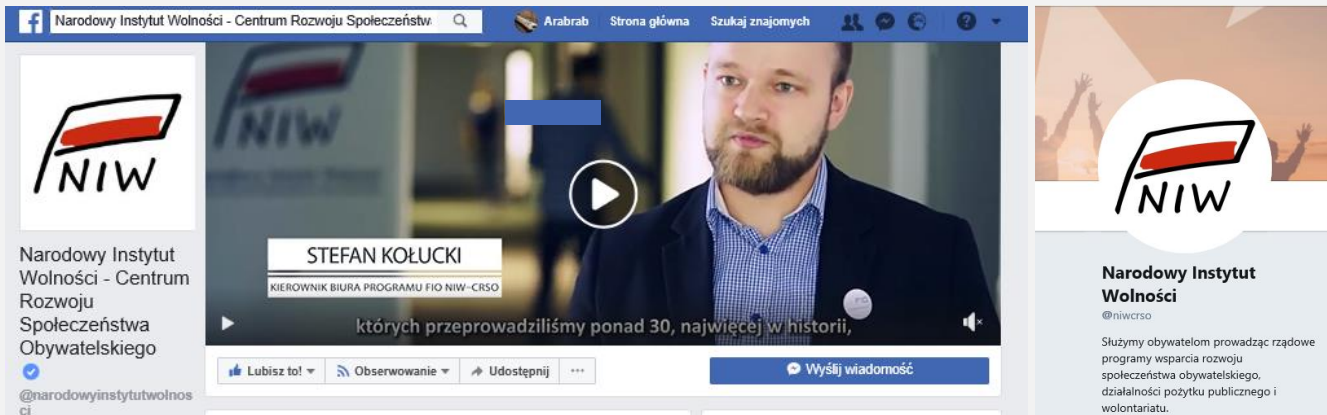 Narodowy Instytut Wolności - Centrum Rozwoju Społeczeństw
Arabrab
Strona główna
Szukaj znajomych
NIW
Narodowy Instytut
Wolności - Centrum
Rozwoju
Społeczeństwa
Obywatelskiego
@narodowyinstytutwolnos
ci
NIW
STEFAN KOŁUCKI
KIEROWNIK BIURA PROGRAMU FIO NIW-CRSO
FIO
których przeprowadziliśmy ponad 30, najwięcej w historii,
Lubisz to!
Obserwowanie
Udostępnij
Wyślij wiadomość
NIW
Narodowy Instytut
Wolności
@niwcrso
Służymy obywatelom prowadząc rządowe
programy wsparcia rozwoju
społeczeństwa obywatelskiego,
działalności pożytku publicznego i
wolontariatu.